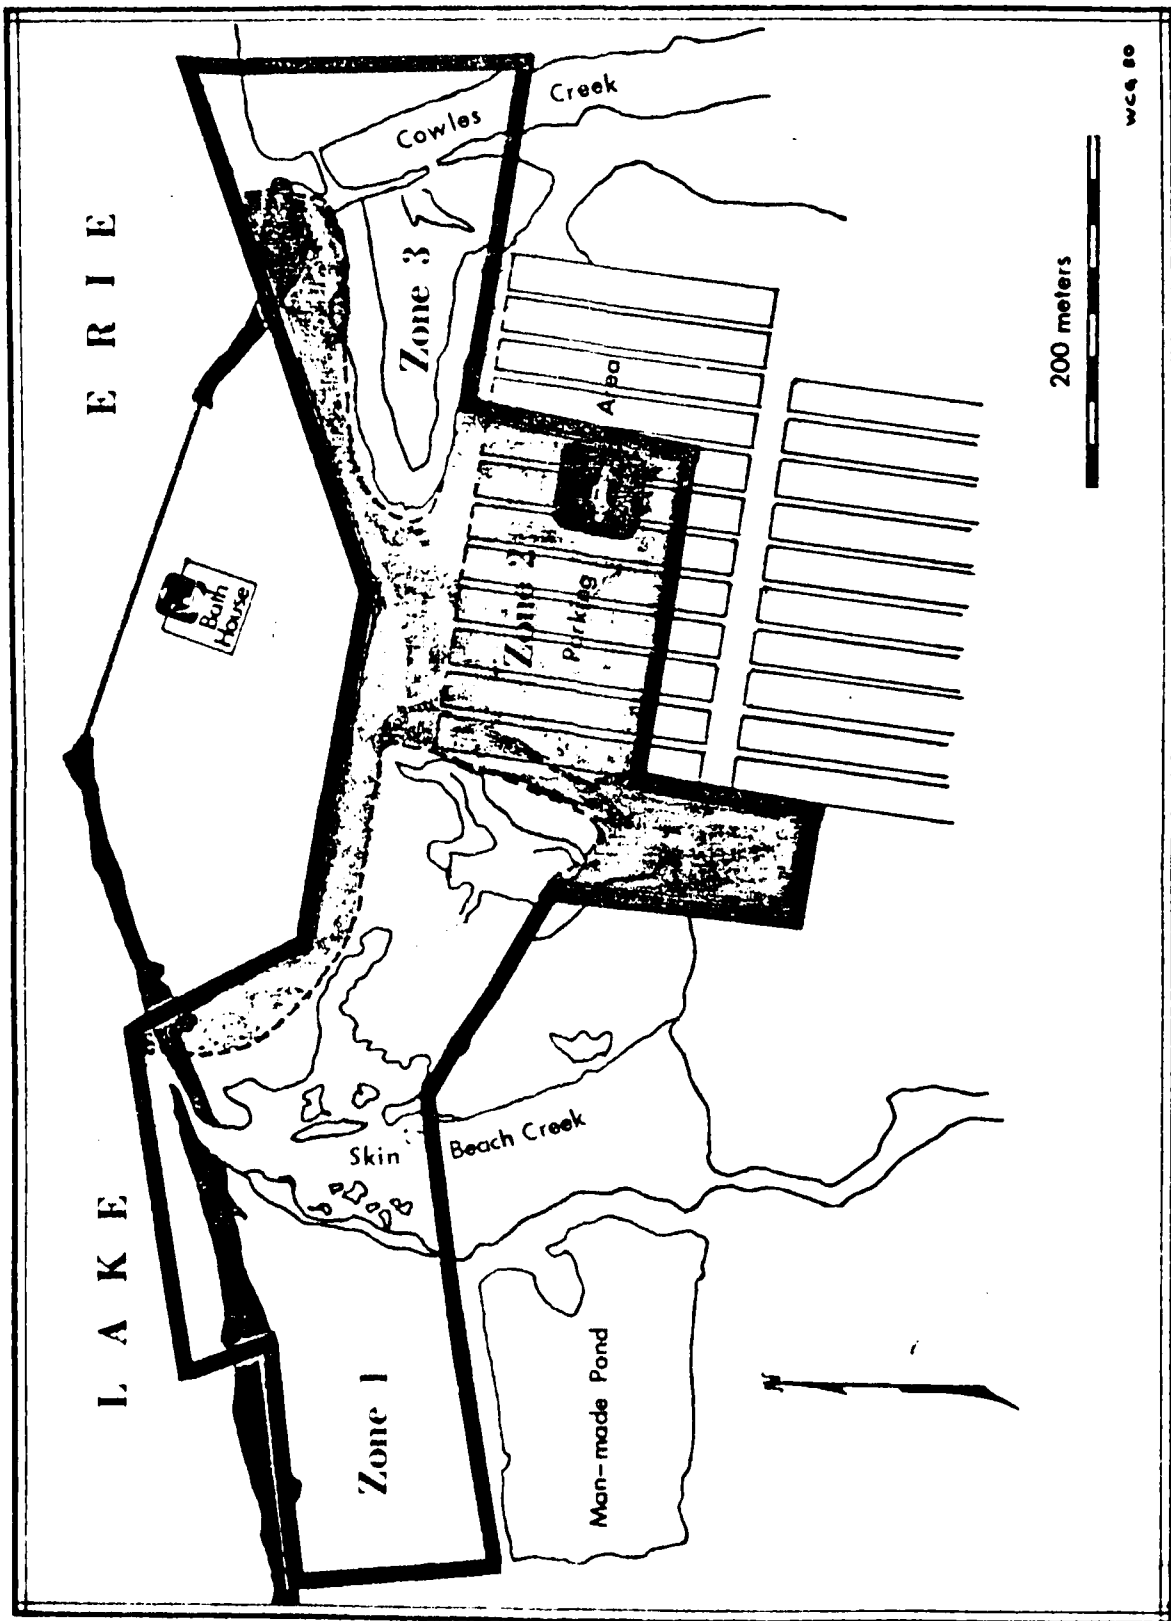 LAKE ERIE
Cowles Creek
Zone 3
Bath
House
Area
Zone 2
Parking
Skin Beach Creek
Zone 1
Man-made Pond
N
200 meters
WCG 80